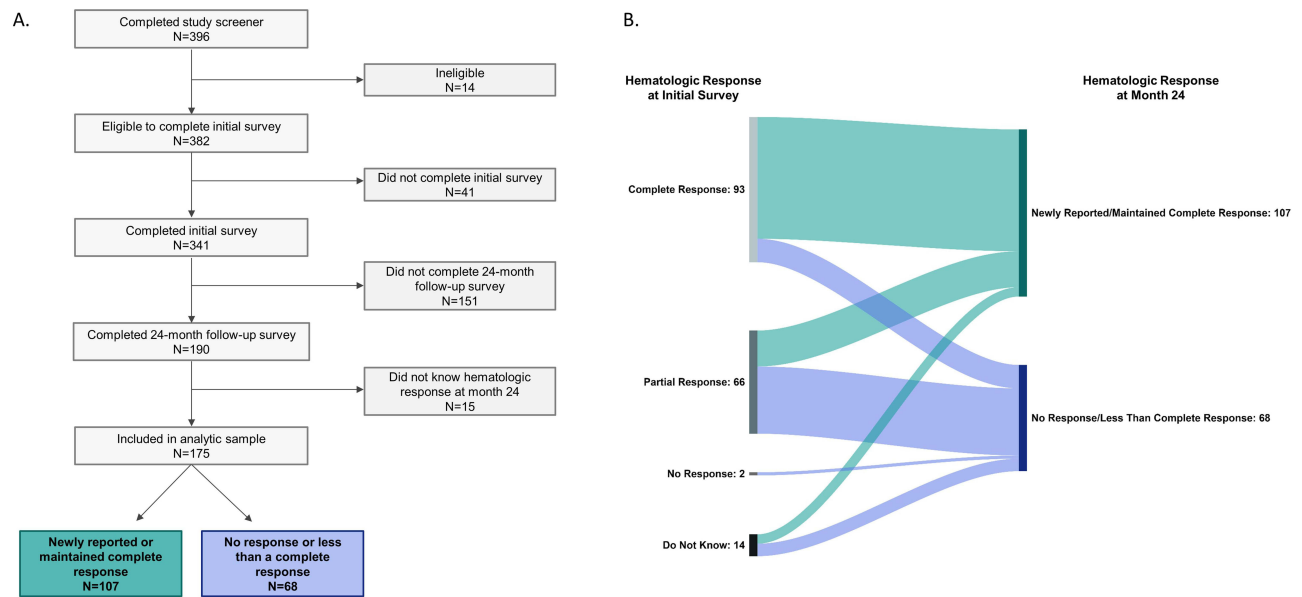 A.
Completed study screener
N=396
Ineligible
N=14
Eligible to complete initial survey
N=382
Did not complete initial survey
N=41
Completed initial survey
N=341
Did not complete 24-month
follow-up survey
N=151
Completed 24-month follow-up survey
N=190
Did not know hematologic
response at month 24
N=15
Included in analytic sample
N=175
Newly reported or
maintained complete
response
N=107
No response or less
than a complete
response
N=68
B.
Hematologic Response
at Initial Survey
Hematologic Response
at Month 24
Complete Response: 93
Partial Response: 66
No Response: 2
Do Not Know: 14
Newly Reported/Maintained Complete Response: 107
No Response/Less Than Complete Response: 68